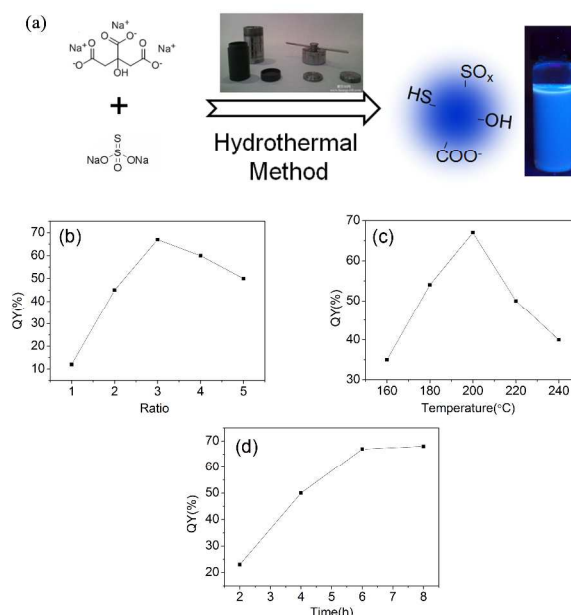 (a)
Na⁺
Na⁺ O O⁻ Na⁺
O O
⁻O OH O⁻
+
S
NaO S ONa
O
Hydrothermal
Method
SOₓ
HS
-OH
COO⁻
(b)
QY(%)
70
60
50
40
30
20
10
1 2 3 4 5
Ratio
(c)
QY(%)
70
60
50
40
30
160 180 200 220 240
Temperature(°C)
(d)
QY(%)
70
60
50
40
30
20
2 3 4 5 6 7 8
Time(h)